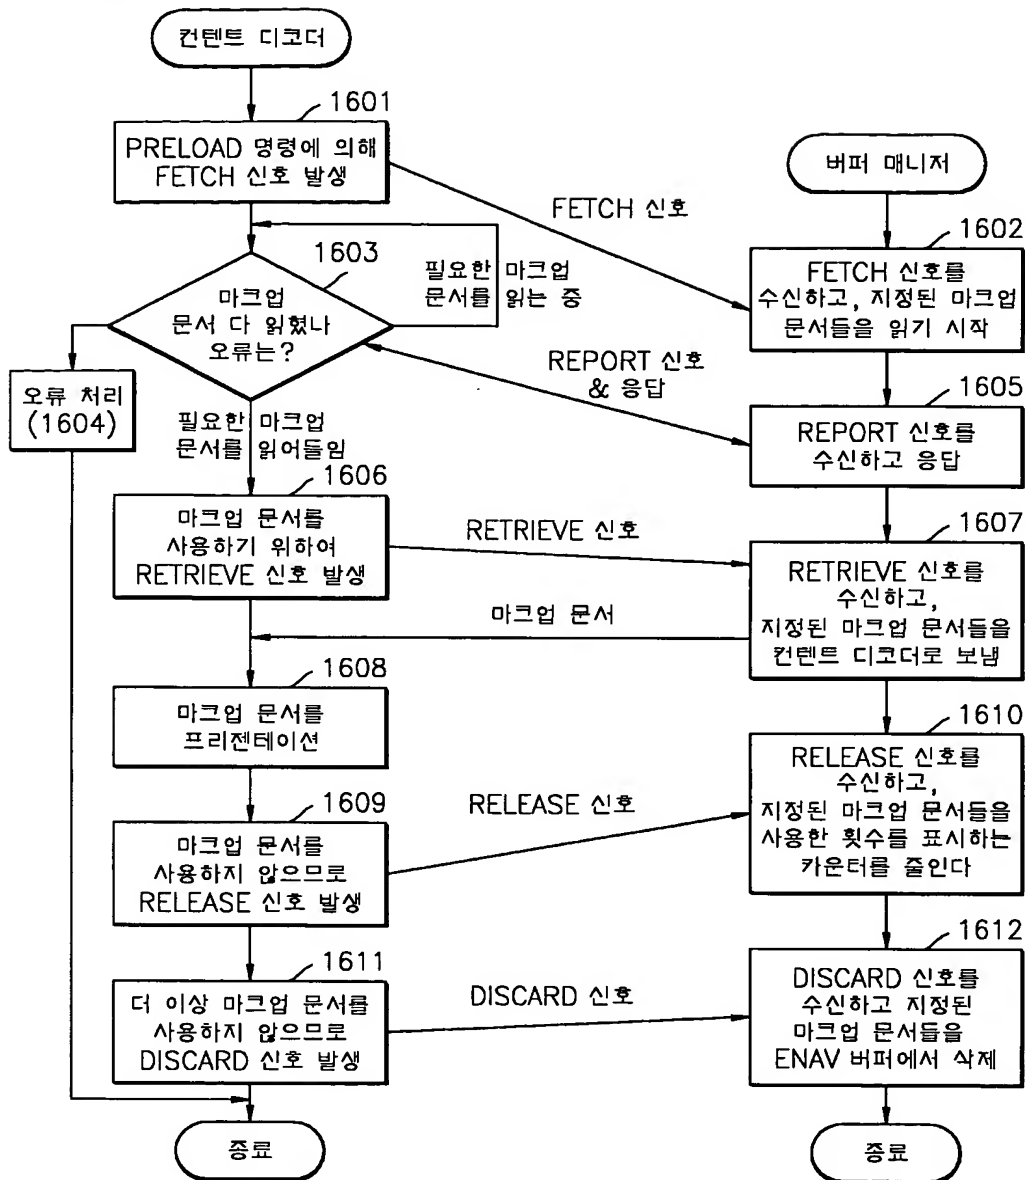 컨텐트 디코더
1601
PRELOAD 명령에 의해
FETCH 신호 발생
버퍼 매니저
FETCH 신호
1602
FETCH 신호를
수신하고, 지정된 마크업
문서들을 읽기 시작
1603
마크업
문서 다 읽혔나
오류는?
필요한 마크업
문서를 읽는 중
REPORT 신호
& 응답
오류 처리
(1604)
1605
REPORT 신호를
수신하고 응답
필요한 마크업
문서를 읽어들임
1606
마크업 문서를
사용하기 위하여
RETRIEVE 신호 발생
RETRIEVE 신호
1607
RETRIEVE 신호를
수신하고,
지정된 마크업 문서들을
컨텐트 디코더로 보냄
마크업 문서
1608
마크업 문서를
프리젠테이션
1609
마크업 문서를
사용하지 않으므로
RELEASE 신호 발생
RELEASE 신호
1610
RELEASE 신호를
수신하고,
지정된 마크업 문서들을
사용한 횟수를 표시하는
카운터를 줄인다
1611
더 이상 마크업 문서를
사용하지 않으므로
DISCARD 신호 발생
DISCARD 신호
1612
DISCARD 신호를
수신하고 지정된
마크업 문서들을
ENAV 버퍼에서 삭제
종료
종료